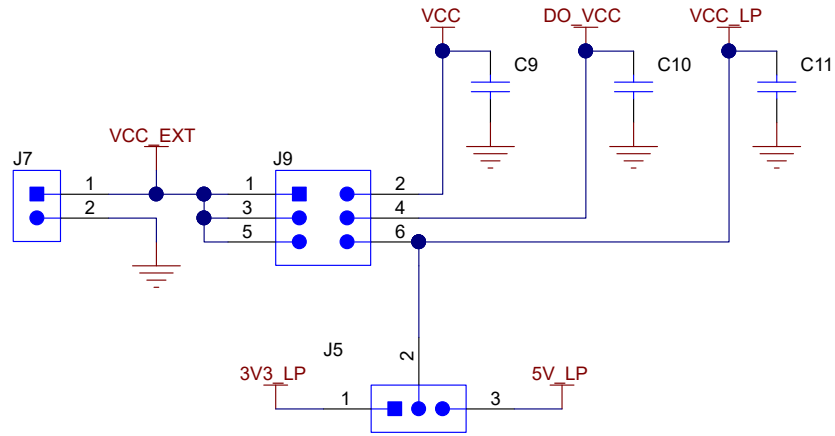 VCC DO_VCC VCC_LP
C9 C10 C11
VCC_EXT
J7 J9
1 1 2
2 3 4
5 6
J5 2
3V3_LP 5V_LP
1 3